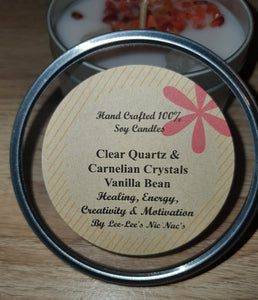 Hand Crafted 100%
Soy Candles
Clear Quartz &
Carnelian Crystals
Vanilla Bean
Healing, Energy,
Creativity & Motivation
By Lee-Lee's Nic Nac's